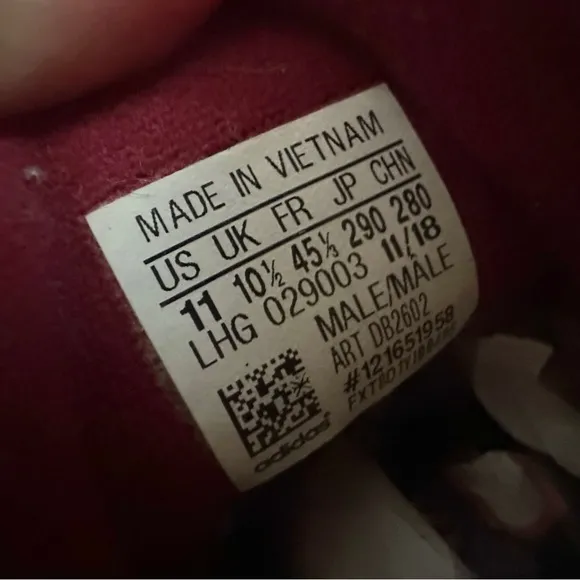 MADE IN VIETNAM
US UK FR JP CHN
11 10½ 45⅓ 290 280
LHG 029003 11/18
MALE/MALE
ART DB2602
#121651958
adidas